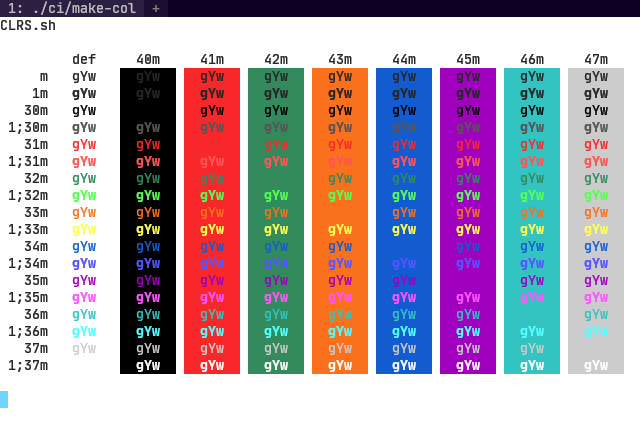 1: ./ci/make-col +
CLRS.sh
def 40m 41m 42m 43m 44m 45m 46m 47m
m gYw gYw gYw gYw gYw gYw gYw gYw gYw
1m gYw gYw gYw gYw gYw gYw gYw gYw gYw
30m gYw gYw gYw gYw gYw gYw gYw gYw
1;30m gYw gYw gYw gYw gYw gYw gYw gYw gYw
31m gYw gYw gYw gYw gYw gYw gYw gYw
1;31m gYw gYw gYw gYw gYw gYw gYw gYw gYw
32m gYw gYw gYw gYw gYw gYw gYw gYw
1;32m gYw gYw gYw gYw gYw gYw gYw gYw gYw
33m gYw gYw gYw gYw gYw gYw gYw gYw
1;33m gYw gYw gYw gYw gYw gYw gYw gYw gYw
34m gYw gYw gYw gYw gYw gYw gYw gYw
1;34m gYw gYw gYw gYw gYw gYw gYw gYw gYw
35m gYw gYw gYw gYw gYw gYw gYw gYw
1;35m gYw gYw gYw gYw gYw gYw gYw gYw gYw
36m gYw gYw gYw gYw gYw gYw gYw gYw
1;36m gYw gYw gYw gYw gYw gYw gYw gYw gYw
37m gYw gYw gYw gYw gYw gYw gYw gYw
1;37m gYw gYw gYw gYw gYw gYw gYw gYw